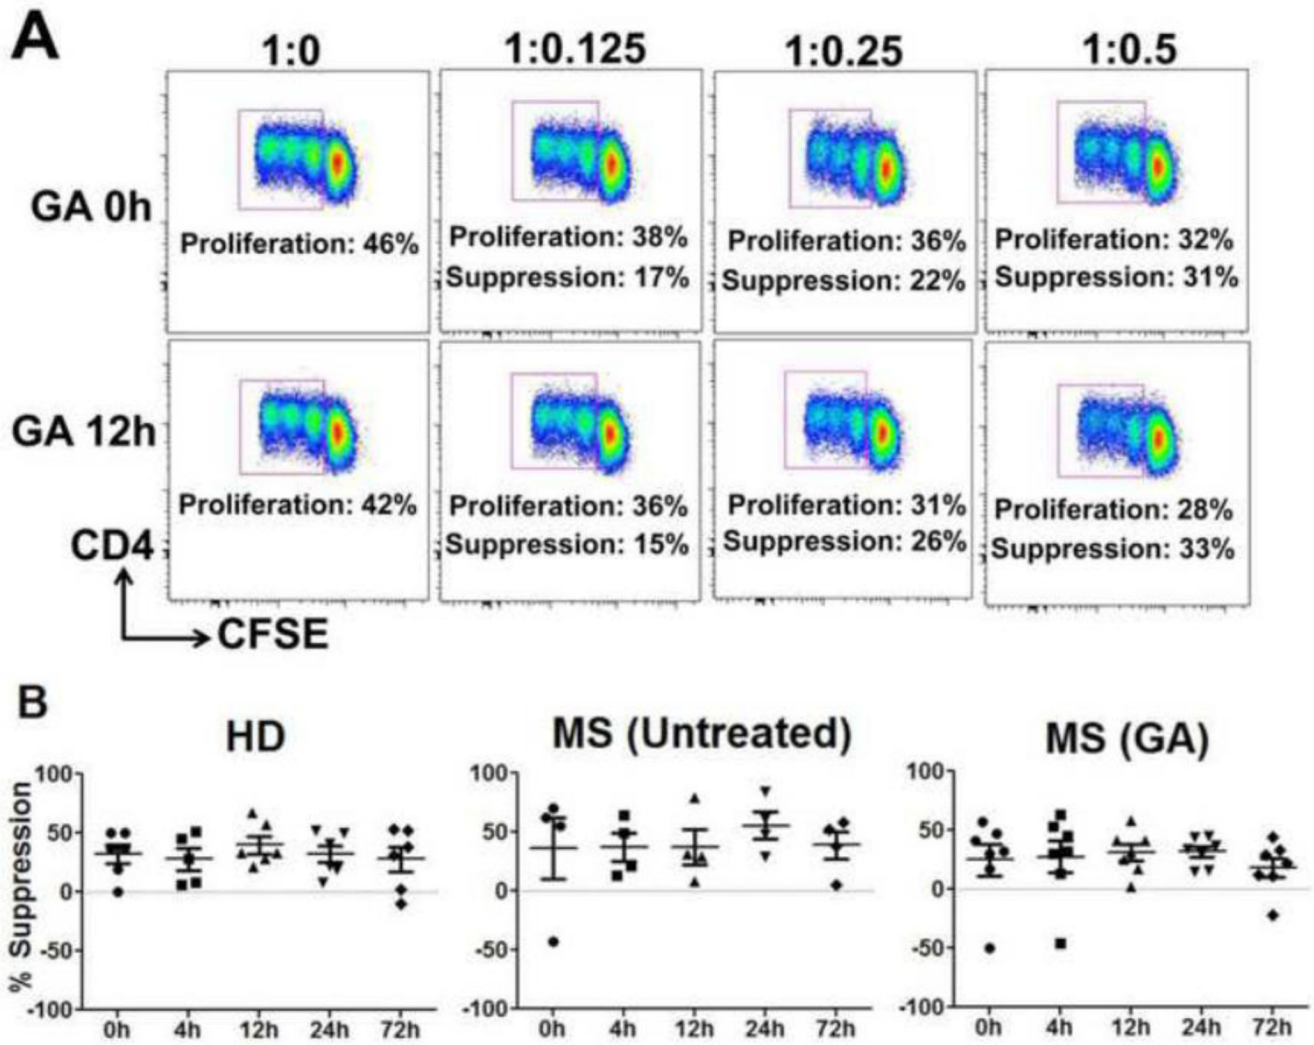 A
1:0 1:0.125 1:0.25 1:0.5
GA 0h
Proliferation: 46% Proliferation: 38% Proliferation: 36% Proliferation: 32%
Suppression: 17% Suppression: 22% Suppression: 31%
GA 12h
Proliferation: 42% Proliferation: 36% Proliferation: 31% Proliferation: 28%
Suppression: 15% Suppression: 26% Suppression: 33%
CD4
CFSE
B
HD MS (Untreated) MS (GA)
% Suppression
100 100 100
50 50 50
0 0 0
-50 -50 -50
-100 -100 -100
0h 4h 12h 24h 72h 0h 4h 12h 24h 72h 0h 4h 12h 24h 72h